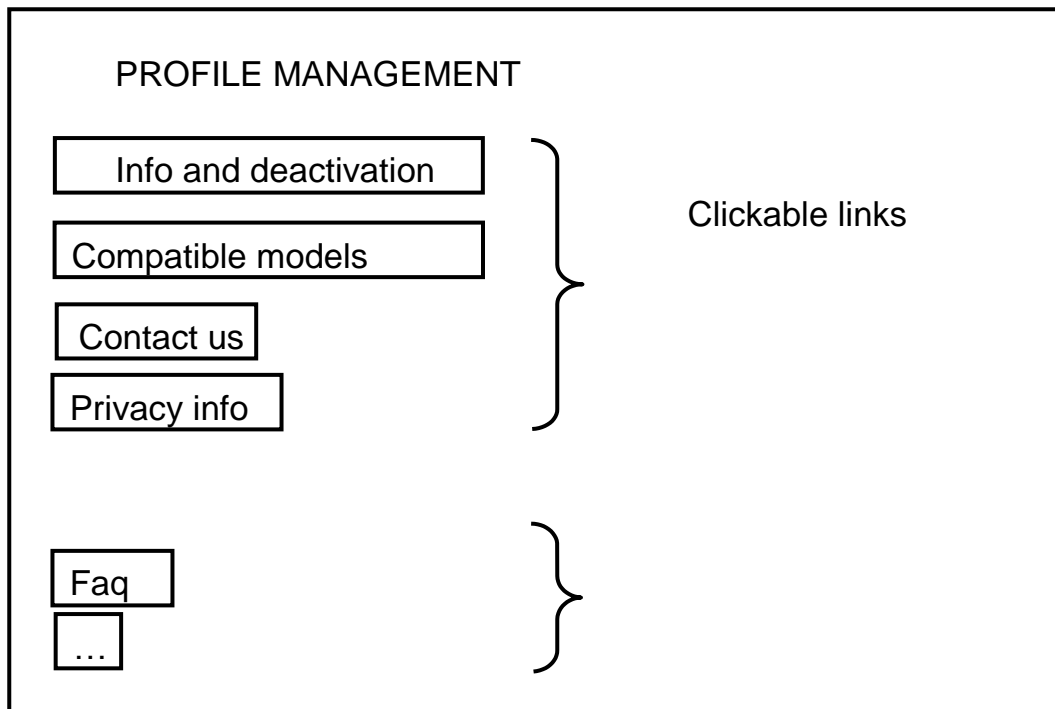 PROFILE MANAGEMENT
Info and deactivation
Clickable links
Compatible models
Contact us
Privacy info
Faq
…